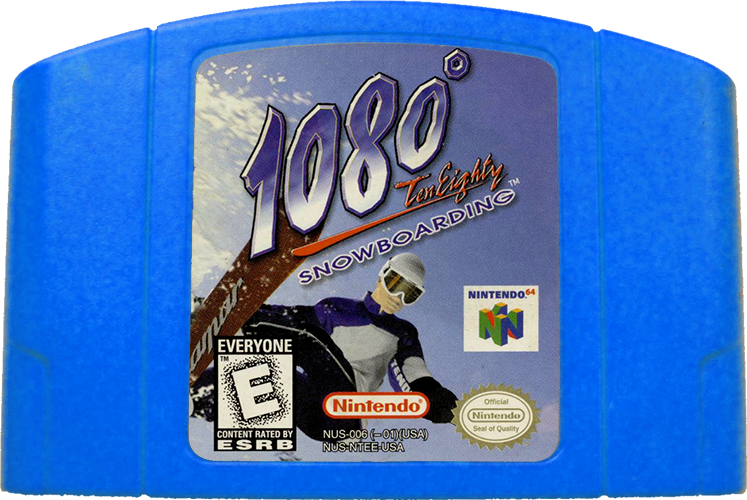 1080°
TenEighty
SNOWBOARDING™
NINTENDO64
N
EVERYONE
™
E
CONTENT RATED BY
ESRB
Nintendo
NUS-006 (–01)(USA)
NUS-NTEE-USA
Official
Nintendo
Seal of Quality